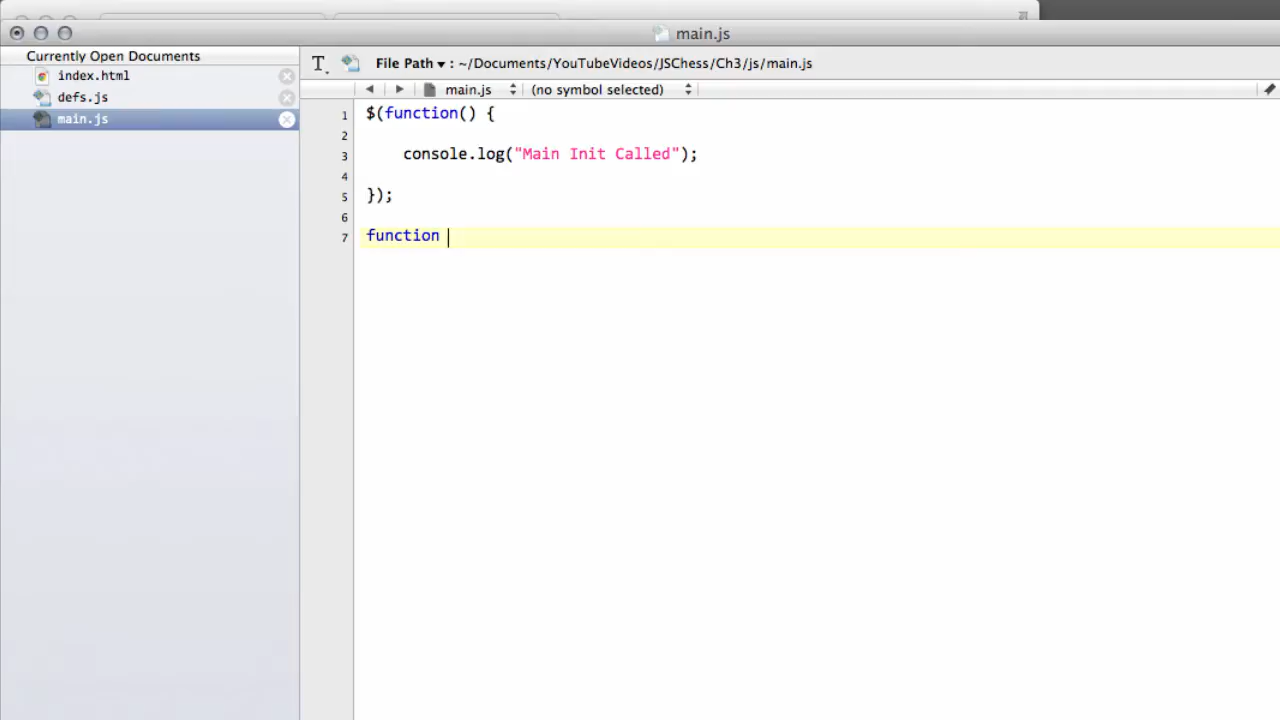 main.js
Currently Open Documents
index.html
defs.js
main.js
File Path : ~/Documents/YouTubeVideos/JSChess/Ch3/js/main.js
main.js (no symbol selected)
1 $(function() {
2
3 console.log("Main Init Called");
4
5 });
6
7 function